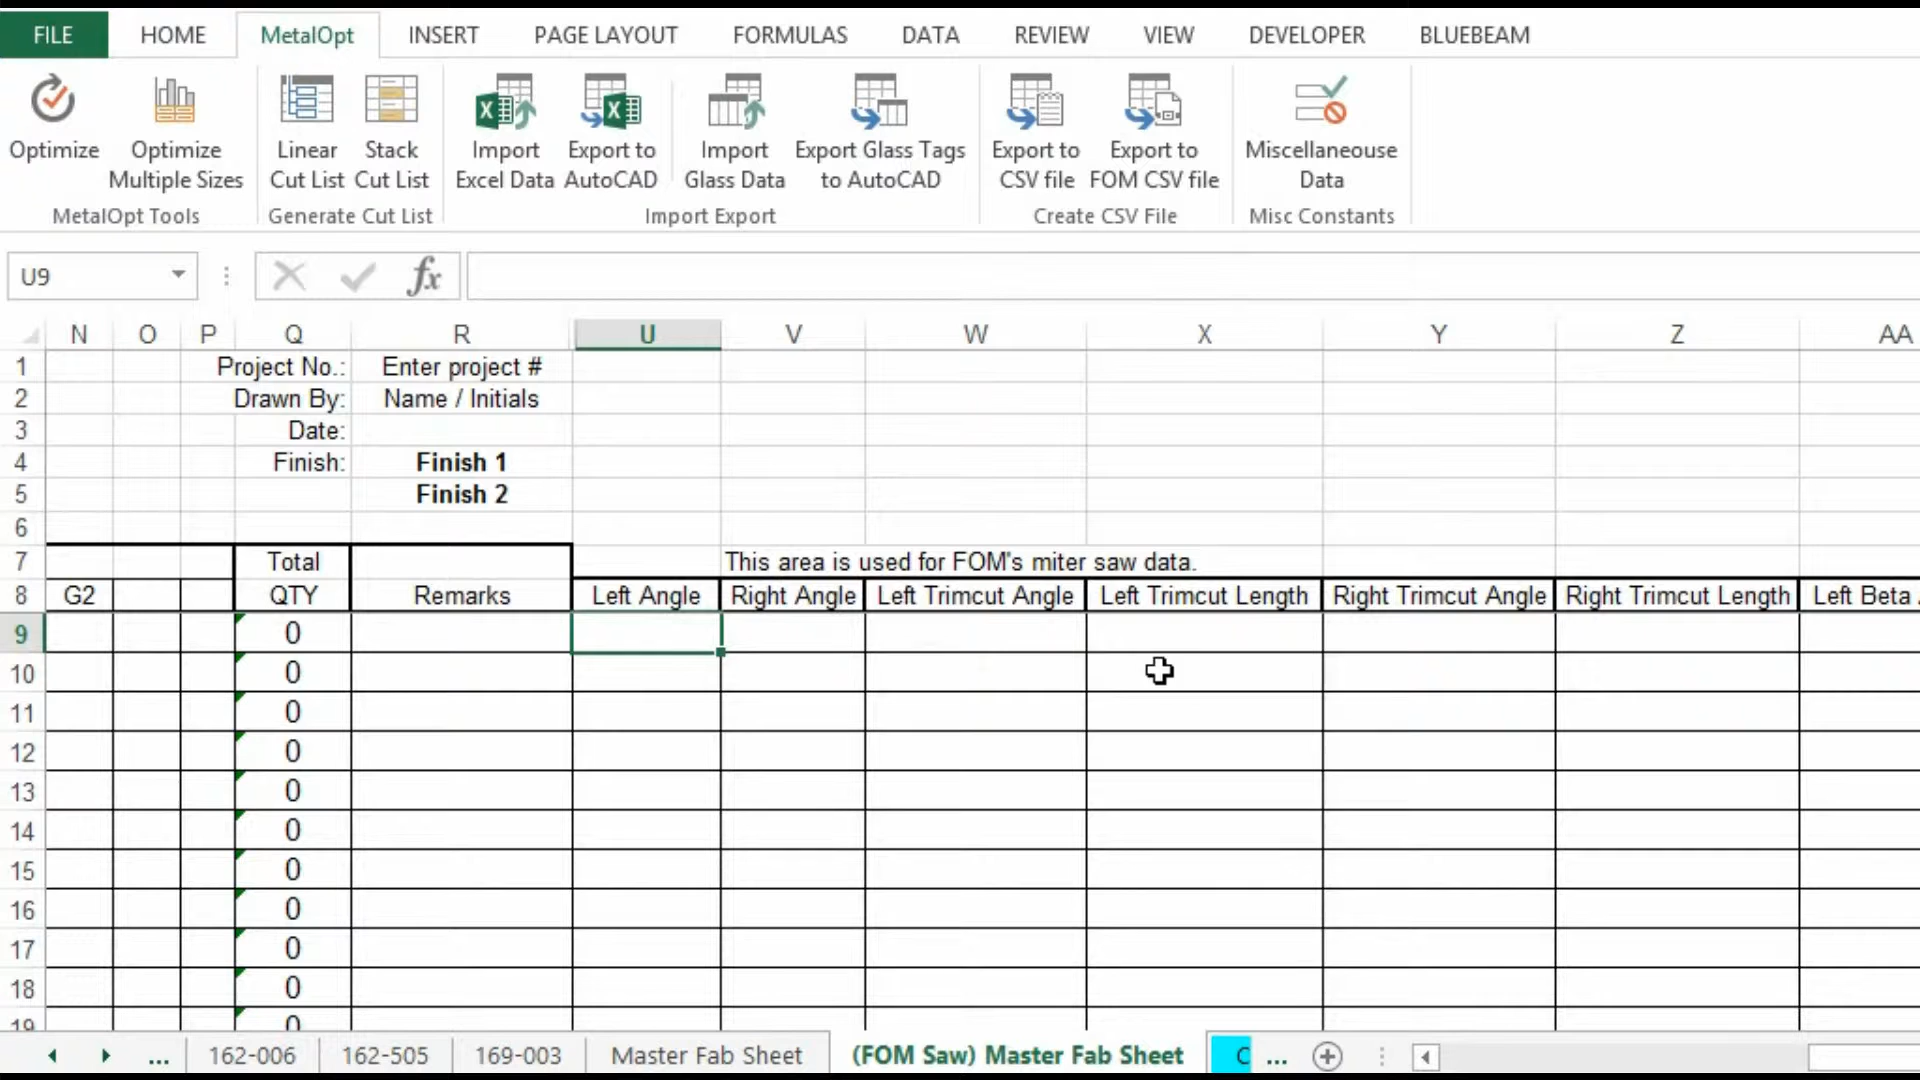 FILE HOME MetalOpt INSERT PAGE LAYOUT FORMULAS DATA REVIEW VIEW DEVELOPER BLUEBEAM
Optimize
Optimize
Multiple Sizes
Linear
Cut List
Stack
Cut List
Import
Excel Data
Export to
AutoCAD
Import
Glass Data
Export Glass Tags
to AutoCAD
Export to
CSV file
Export to
FOM CSV file
Miscellaneouse
Data
MetalOpt Tools Generate Cut List Import Export Create CSV File Misc Constants
U9 fx
N O P Q R U V W X Y Z AA
1 Project No.: Enter project #
2 Drawn By: Name / Initials
3 Date:
4 Finish: Finish 1
5 Finish 2
6
7 Total This area is used for FOM's miter saw data.
8 G2 QTY Remarks Left Angle Right Angle Left Trimcut Angle Left Trimcut Length Right Trimcut Angle Right Trimcut Length Left Beta
9 0
10 0
11 0
12 0
13 0
14 0
15 0
16 0
17 0
18 0
19 0
... 162-006 162-505 169-003 Master Fab Sheet (FOM Saw) Master Fab Sheet C ...